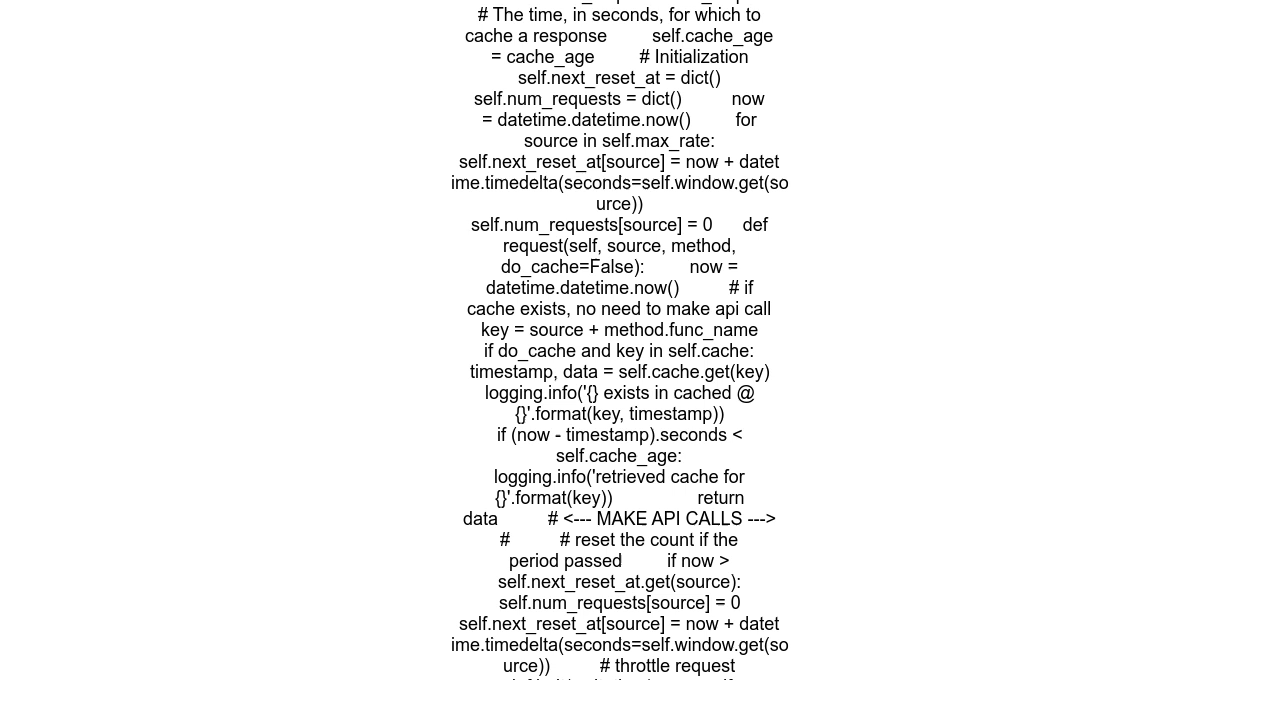 # The time, in seconds, for which to
cache a response         self.cache_age
= cache_age         # Initialization
self.next_reset_at = dict()
self.num_requests = dict()          now
= datetime.datetime.now()         for
source in self.max_rate:
self.next_reset_at[source] = now + datet
ime.timedelta(seconds=self.window.get(so
urce))
self.num_requests[source] = 0      def
request(self, source, method,
do_cache=False):         now =
datetime.datetime.now()          # if
cache exists, no need to make api call
key = source + method.func_name
if do_cache and key in self.cache:
timestamp, data = self.cache.get(key)
logging.info('{} exists in cached @
{}'.format(key, timestamp))
if (now - timestamp).seconds <
self.cache_age:
logging.info('retrieved cache for
{}'.format(key))                 return
data          # <--- MAKE API CALLS --->
#          # reset the count if the
period passed         if now >
self.next_reset_at.get(source):
self.num_requests[source] = 0
self.next_reset_at[source] = now + datet
ime.timedelta(seconds=self.window.get(so
urce))          # throttle request